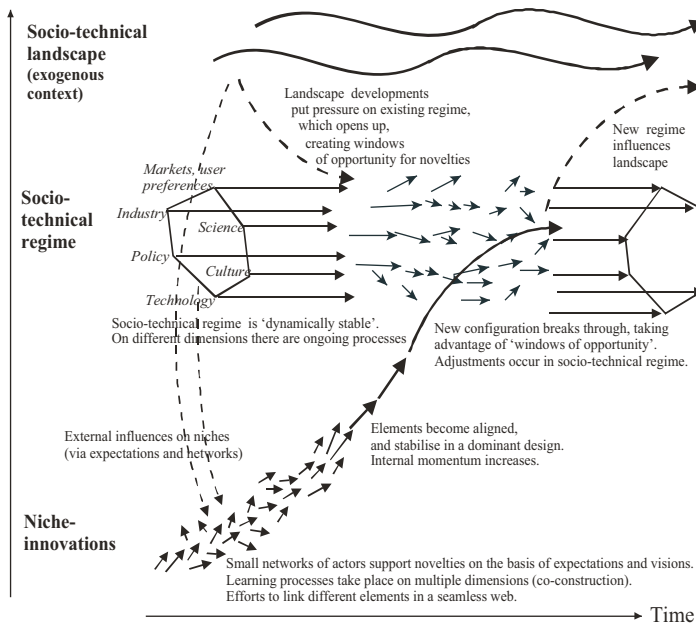 Socio-technical
landscape
(exogenous
context)
Landscape developments
put pressure on existing regime,
which opens up,
creating windows
of opportunity for novelties
New regime
influences
landscape
Markets, user
preferences
Socio-
technical
regime
Industry
Science
Policy
Culture
Technology
Socio-technical regime is ‘dynamically stable’.
On different dimensions there are ongoing processes
New configuration breaks through, taking
advantage of ‘windows of opportunity’.
Adjustments occur in socio-technical regime.
External influences on niches
(via expectations and networks)
Elements become aligned,
and stabilise in a dominant design.
Internal momentum increases.
Niche-
innovations
Small networks of actors support novelties on the basis of expectations and visions.
Learning processes take place on multiple dimensions (co-construction).
Efforts to link different elements in a seamless web.
Time